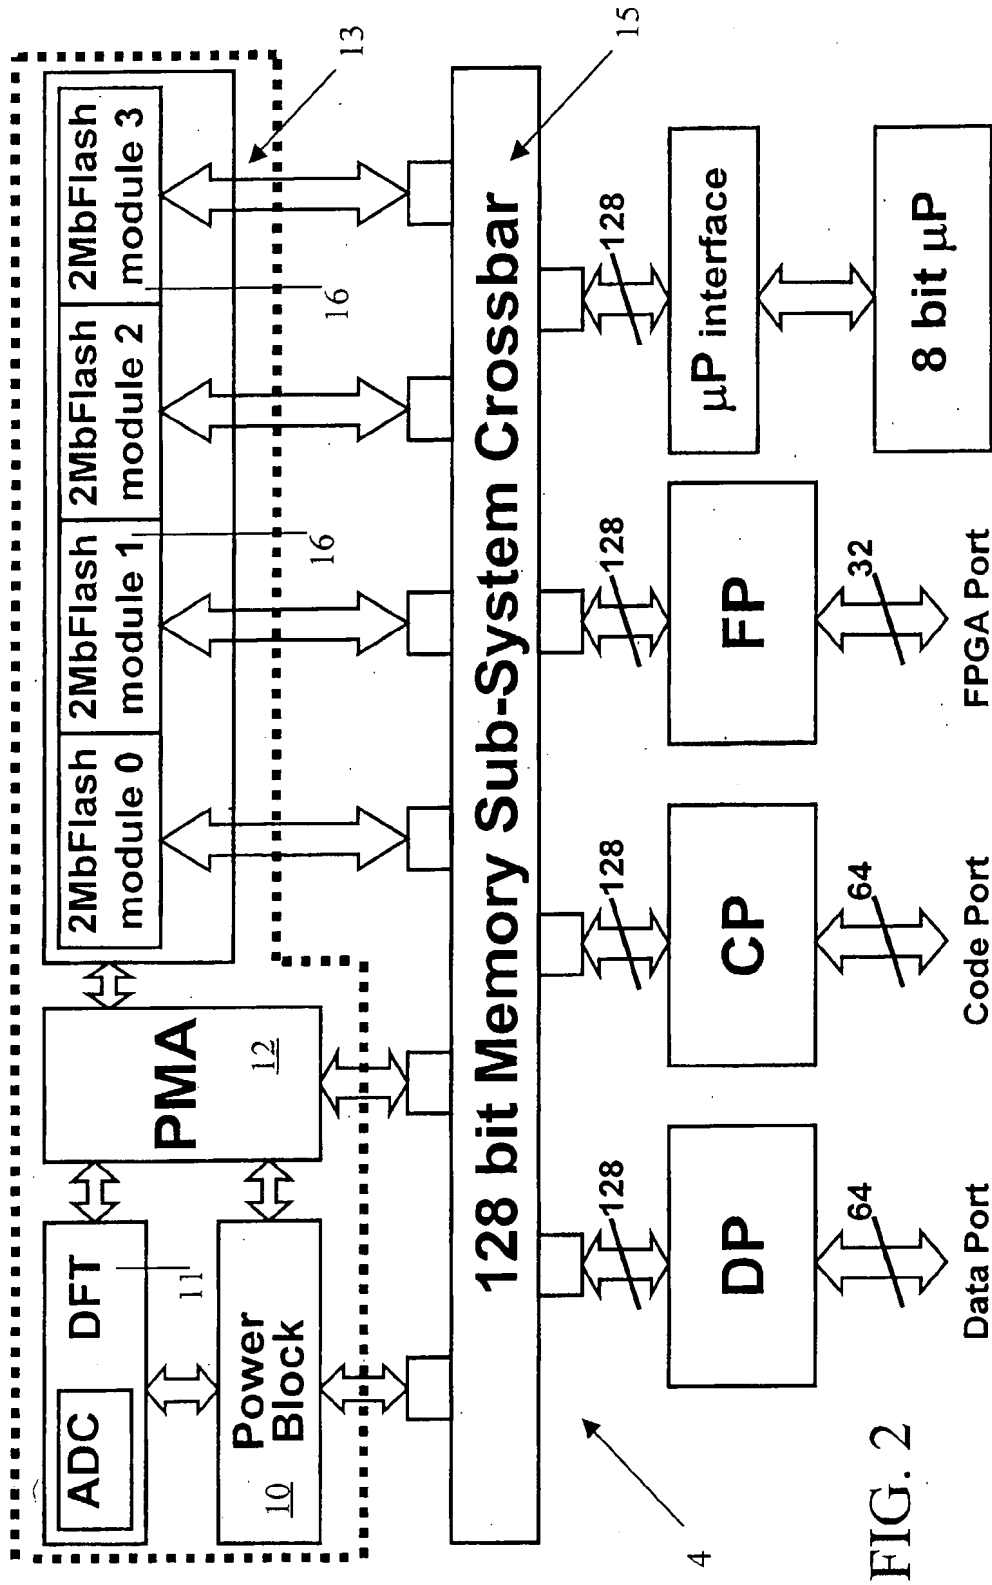 ADC
DFT
11
Power
Block
10
PMA
12
2MbFlash
module 0
2MbFlash
module 1
2MbFlash
module 2
2MbFlash
module 3
16
16
13
128 bit Memory Sub-System Crossbar
15
4
128
128
128
128
DP
CP
FP
µP interface
64
64
32
8 bit µP
Data Port
Code Port
FPGA Port
FIG. 2